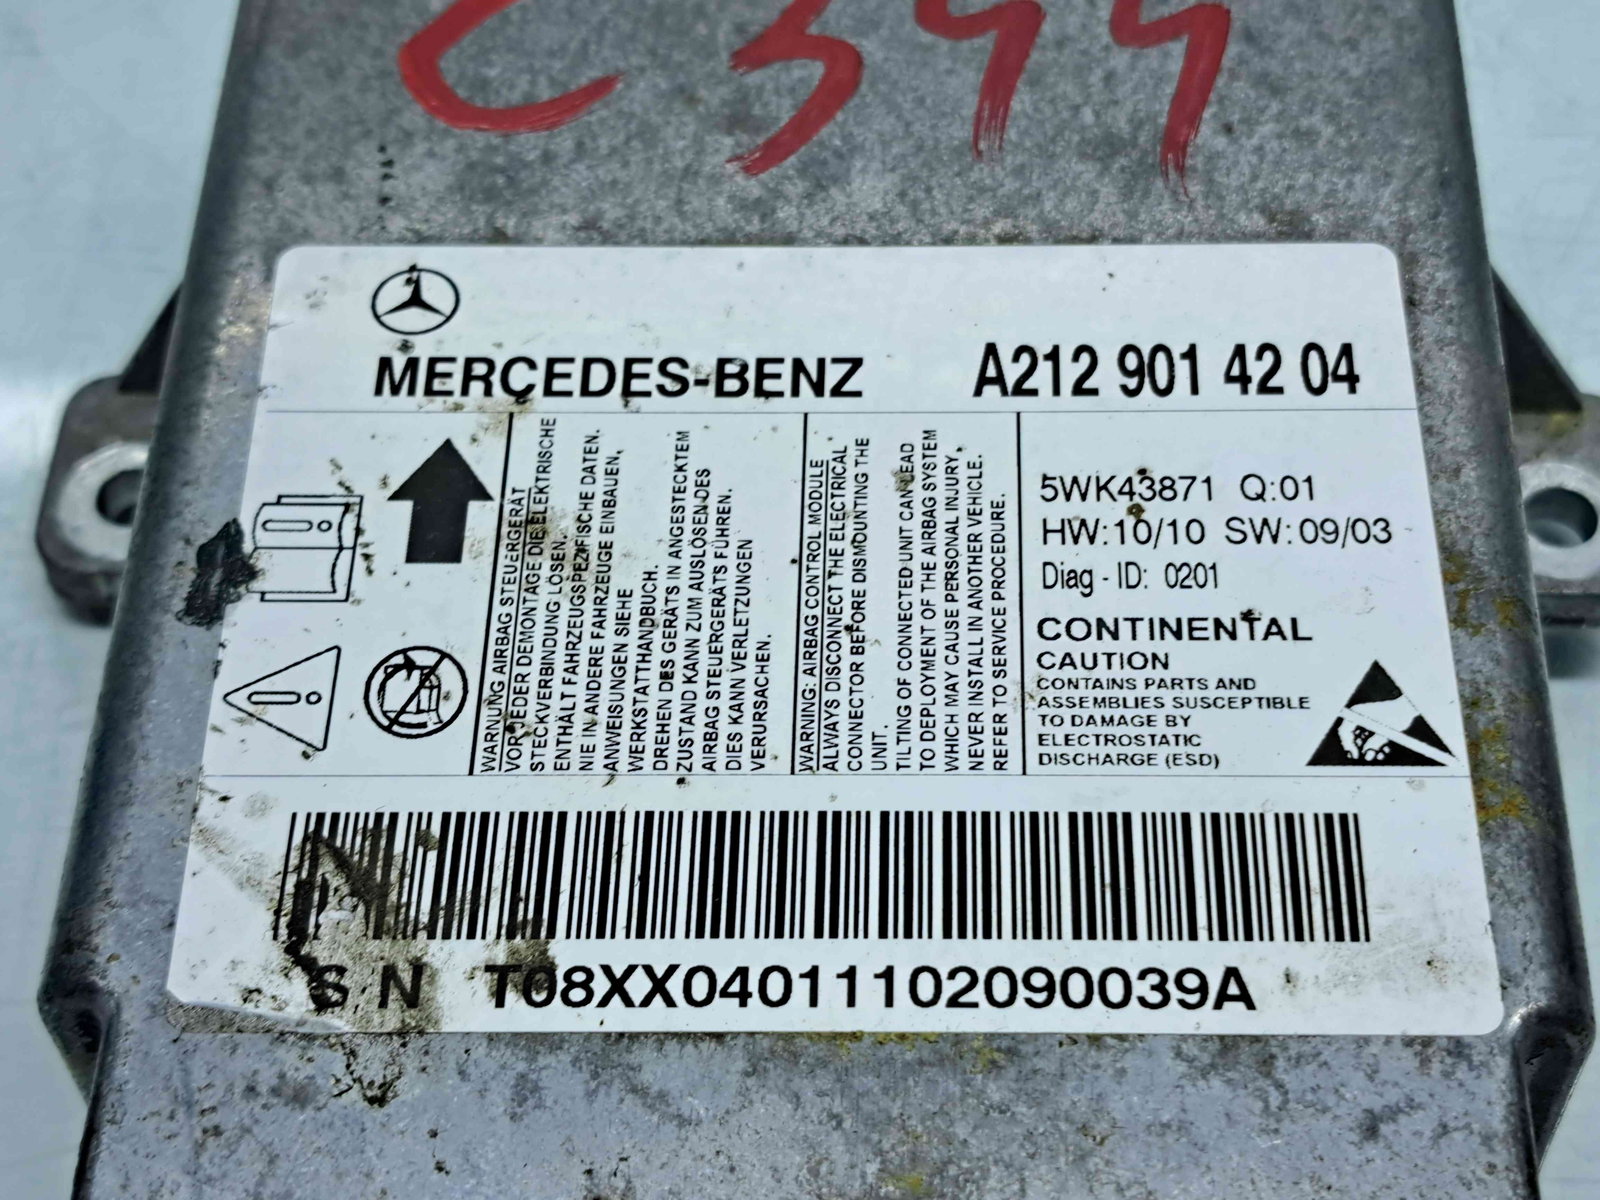 C344
MERCEDES-BENZ
A212 901 42 04
WARNUNG AIRBAG STEUERGERÄT
VOR JEDER DEMONTAGE DIE ELEKTRISCHE
STECKVERBINDUNG LÖSEN.
ENTHÄLT FAHRZEUGSPEZIFISCHE DATEN.
NIE IN ANDERE FAHRZEUGE EINBAUEN,
ANWEISUNGEN SIEHE
WERKSTATTHANDBUCH.
DREHEN DES GERÄTS IN ANGESTECKTEM
ZUSTAND KANN ZUM AUSLÖSEN DES
AIRBAG STEUERGERÄTS FÜHREN.
DIES KANN VERLETZUNGEN
VERURSACHEN.
WARNING: AIRBAG CONTROL MODULE
ALWAYS DISCONNECT THE ELECTRICAL
CONNECTOR BEFORE DISMOUNTING THE
UNIT.
TILTING OF CONNECTED UNIT CAN LEAD
TO DEPLOYMENT OF THE AIRBAG SYSTEM
WHICH MAY CAUSE PERSONAL INJURY,
NEVER INSTALL IN ANOTHER VEHICLE.
REFER TO SERVICE PROCEDURE.
5WK43871 Q:01
HW:10/10 SW:09/03
Diag - ID: 0201
CONTINENTAL
CAUTION
CONTAINS PARTS AND
ASSEMBLIES SUSCEPTIBLE
TO DAMAGE BY
ELECTROSTATIC
DISCHARGE (ESD)
S N T08XX04011102090039A